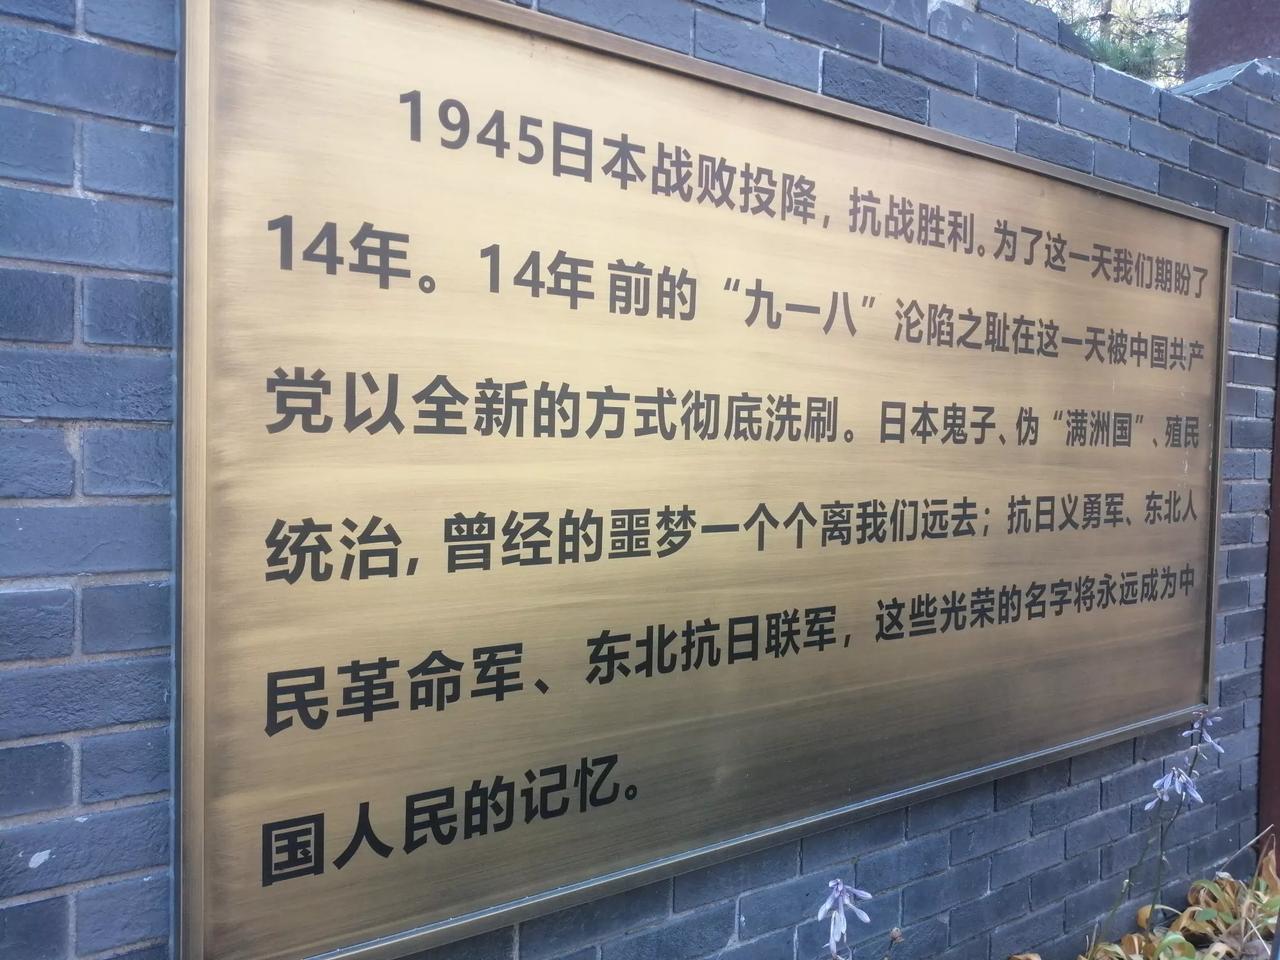 1945日本战败投降，抗战胜利。为了这一天我们期盼了
14年。14年前的“九一八”沦陷之耻在这一天被中国共产
党以全新的方式彻底洗刷。日本鬼子、伪“满洲国”、殖民
统治，曾经的噩梦一个个离我们远去；抗日义勇军、东北人
民革命军、东北抗日联军，这些光荣的名字将永远成为中
国人民的记忆。